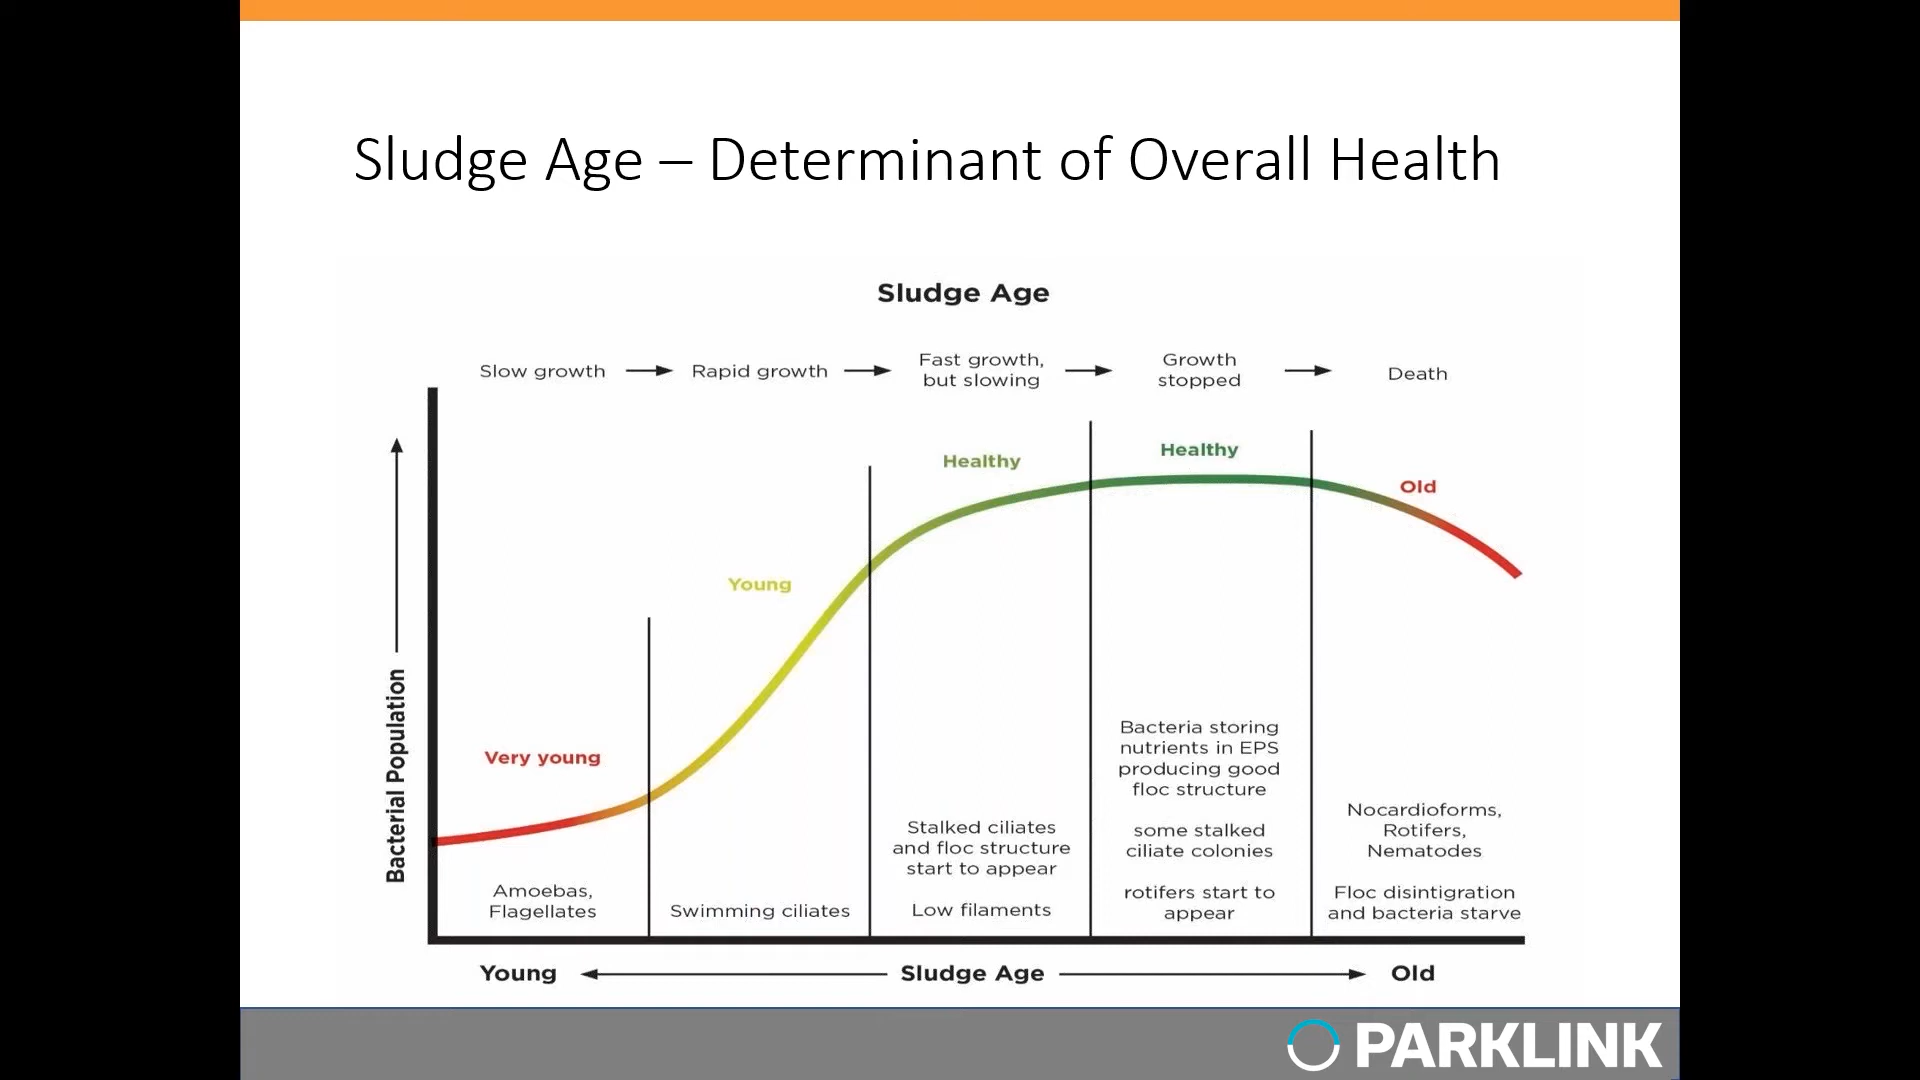 Sludge Age – Determinant of Overall Health
Sludge Age
Slow growth
Rapid growth
Fast growth,
but slowing
Growth
stopped
Death
Very young
Young
Healthy
Healthy
Old
Bacterial Population
Amoebas,
Flagellates
Swimming ciliates
Stalked ciliates
and floc structure
start to appear
Low filaments
Bacteria storing
nutrients in EPS
producing good
floc structure
some stalked
ciliate colonies
rotifers start to
appear
Nocardioforms,
Rotifers,
Nematodes
Floc disintigration
and bacteria starve
Young
Sludge Age
Old
PARKLINK